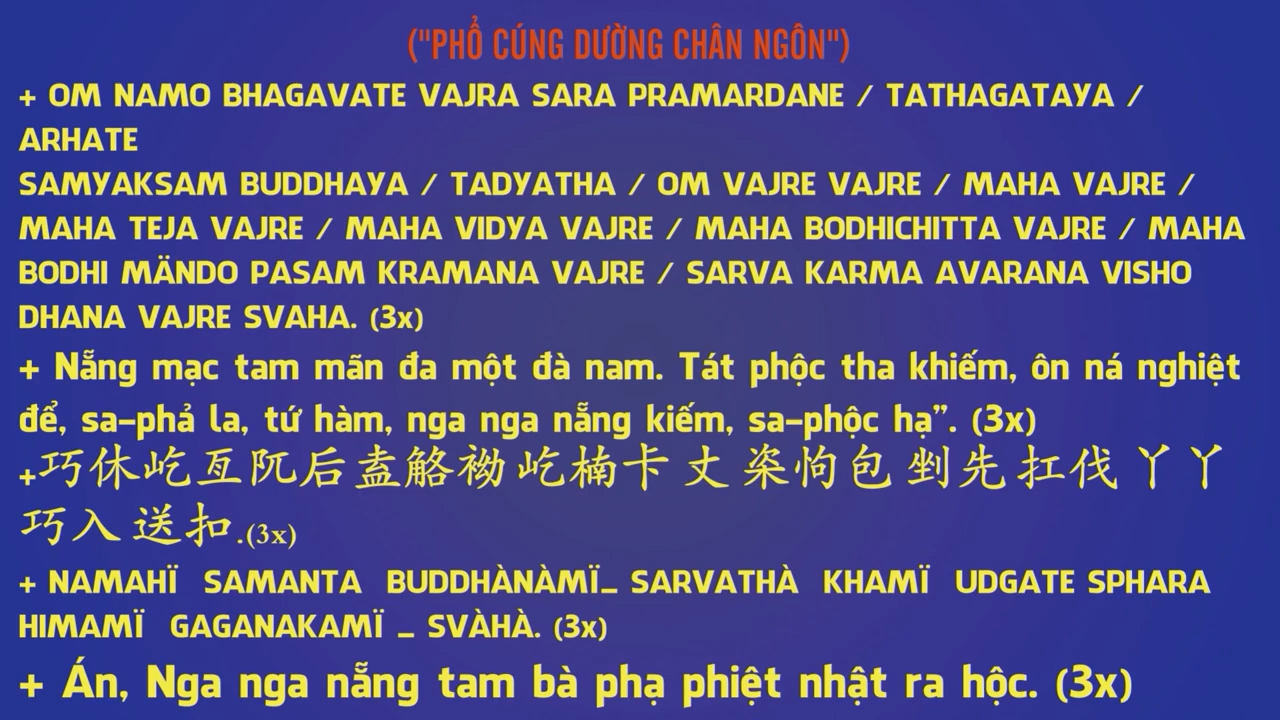 ("PHỔ CÚNG DƯỜNG CHÂN NGÔN")
+ OM NAMO BHAGAVATE VAJRA SARA PRAMARDANE / TATHAGATAYA /
ARHATE
SAMYAKSAM BUDDHAYA / TADYATHA / OM VAJRE VAJRE / MAHA VAJRE /
MAHA TEJA VAJRE / MAHA VIDYA VAJRE / MAHA BODHICHITTA VAJRE / MAHA
BODHI MÄNDO PASAM KRAMANA VAJRE / SARVA KARMA AVARANA VISHO
DHANA VAJRE SVAHA. (3x)
+ Nẵng mạc tam mãn đa một đà nam. Tát phộc tha khiếm, ôn ná nghiệt
để, sa-phả la, tứ hàm, nga nga nẵng kiếm, sa-phộc hạ”. (3x)
+巧休屹亙阢后盍觡袎屹楠卡丈栥怐包剉先扛伐丫丫
巧入送扣.(3x)
+ NAMAHÏ SAMANTA BUDDHÀNÀMÏ_ SARVATHÀ KHAMÏ UDGATE SPHARA
HIMAMÏ GAGANAKAMÏ _ SVÀHÀ. (3x)
+ Án, Nga nga nẵng tam bà phạ phiệt nhật ra hộc. (3x)